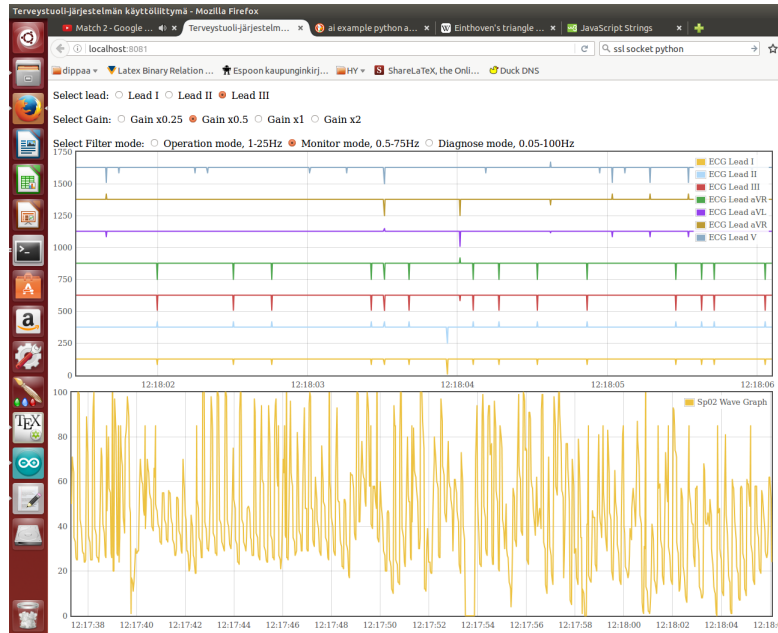 Terveystuoli-järjestelmän käyttöliittymä - Mozilla Firefox
Match 2 - Google ...
Terveystuoli-järjestelm...
ai example python a...
Einthoven's triangle ...
JavaScript Strings
localhost:8081
ssl socket python
dippaa
Latex Binary Relation ...
Espoon kaupunginkirj...
HY
ShareLaTeX, the Onli...
Duck DNS
Select lead: Lead I Lead II Lead III
Select Gain: Gain x0.25 Gain x0.5 Gain x1 Gain x2
Select Filter mode: Operation mode, 1-25Hz Monitor mode, 0.5-75Hz Diagnose mode, 0.05-100Hz
1750
1500
1250
1000
750
500
250
0
ECG Lead I
ECG Lead II
ECG Lead III
ECG Lead aVR
ECG Lead aVL
ECG Lead aVR
ECG Lead V
12:18:02 12:18:03 12:18:04 12:18:05 12:18:06
100
80
60
40
20
0
Sp02 Wave Graph
12:17:38 12:17:40 12:17:42 12:17:44 12:17:46 12:17:48 12:17:50 12:17:52 12:17:54 12:17:56 12:17:58 12:18:00 12:18:02 12:18:04 12:18:
A
a
TEX